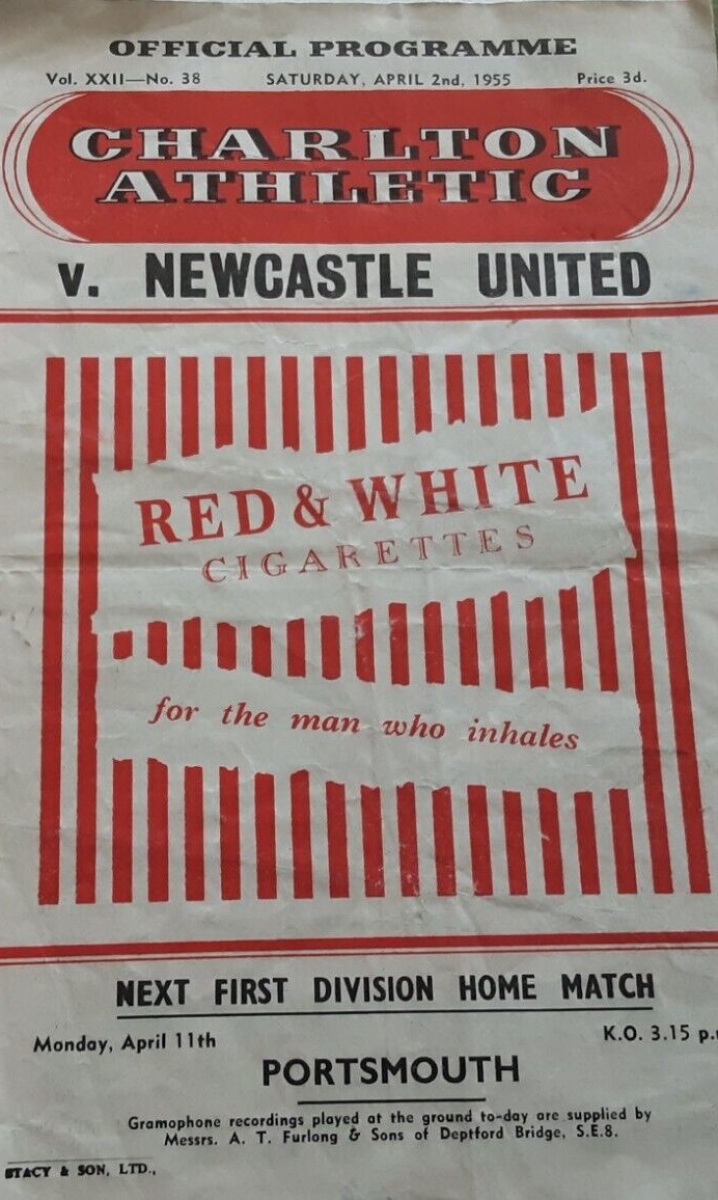 OFFICIAL PROGRAMME
Vol. XXII—No. 38 SATURDAY, APRIL 2nd, 1955 Price 3d.
CHARLTON
ATHLETIC
v. NEWCASTLE UNITED
RED & WHITE
CIGARETTES
for the man who inhales
NEXT FIRST DIVISION HOME MATCH
Monday, April 11th K.O. 3.15 p.
PORTSMOUTH
Gramophone recordings played at the ground to-day are supplied by
Messrs. A. T. Furlong & Sons of Deptford Bridge, S.E.8.
STACY & SON, LTD.,